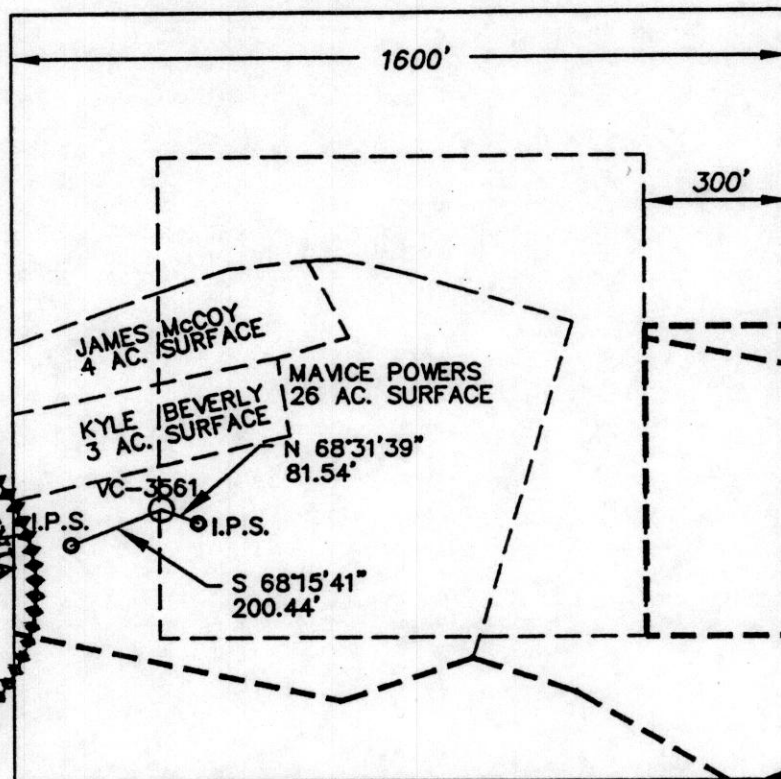 1600'
300'
JAMES McCOY
4 AC. SURFACE
MAVICE POWERS
26 AC. SURFACE
KYLE BEVERLY
3 AC. SURFACE
N 68°31'39"
81.54'
VC-3561
I.P.S.
I.P.S.
S 68°15'41"
200.44'